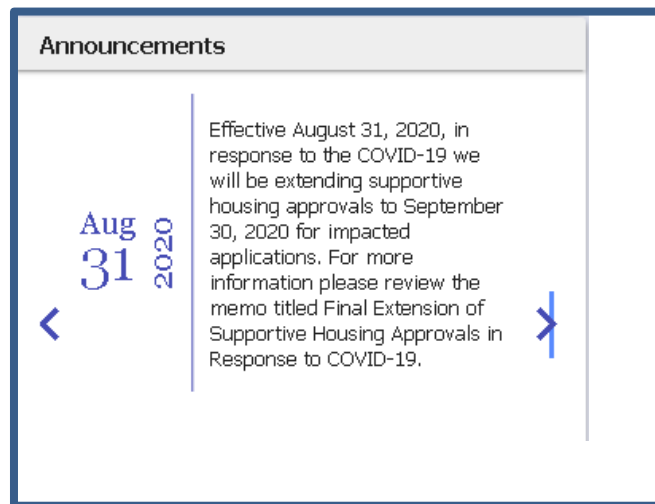 Announcements
Aug
31
2020
Effective August 31, 2020, in
response to the COVID-19 we
will be extending supportive
housing approvals to September
30, 2020 for impacted
applications. For more
information please review the
memo titled Final Extension of
Supportive Housing Approvals in
Response to COVID-19.